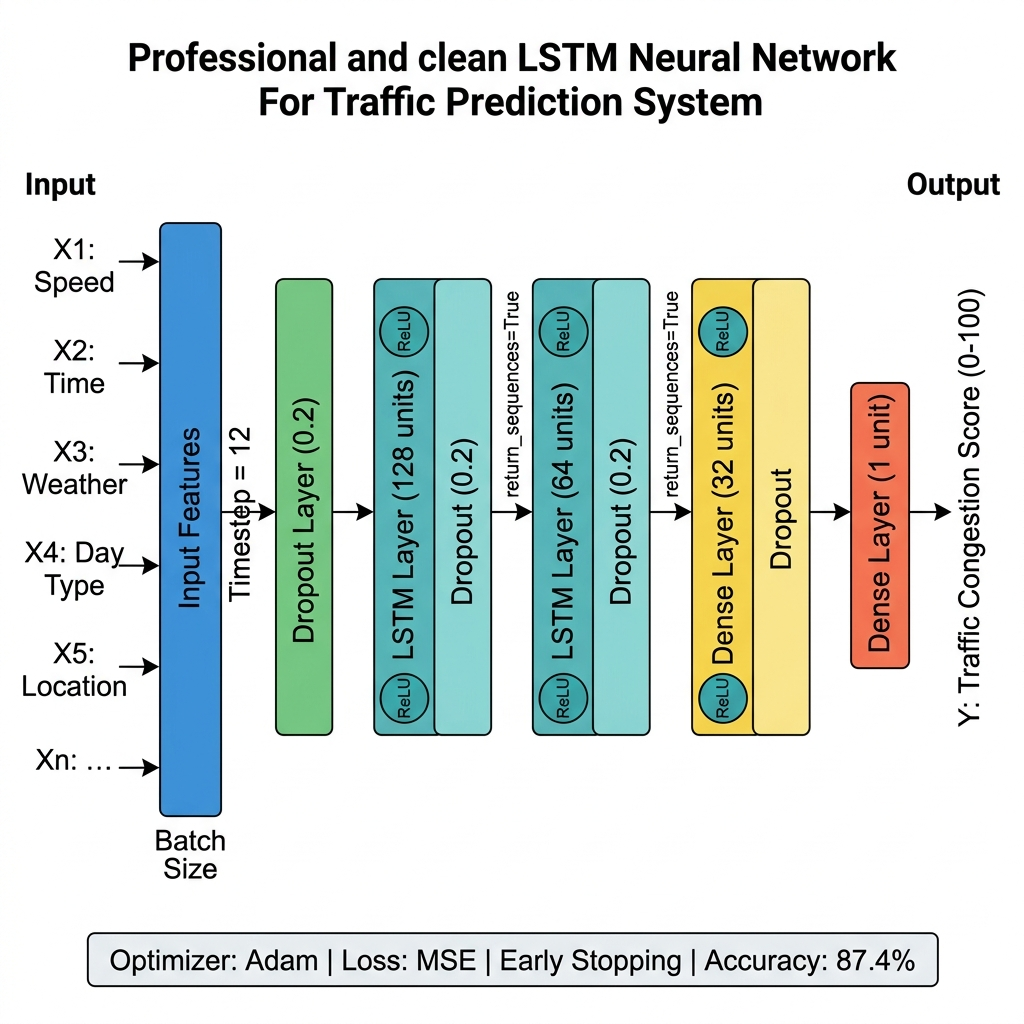 Professional and clean LSTM Neural Network
For Traffic Prediction System
Input
Output
X1:
Speed
X2:
Time
X3:
Weather
X4: Day
Type
X5:
Location
Xn: ...
Input Features
Batch
Size
Timestep = 12
Dropout Layer (0.2)
ReLU
LSTM Layer (128 units)
ReLU
Dropout (0.2)
return_sequences=True
ReLU
LSTM Layer (64 units)
ReLU
Dropout (0.2)
return_sequences=True
ReLU
Dense Layer (32 units)
ReLU
Dropout
Dense Layer (1 unit)
Y: Traffic Congestion Score (0-100)
Optimizer: Adam | Loss: MSE | Early Stopping | Accuracy: 87.4%